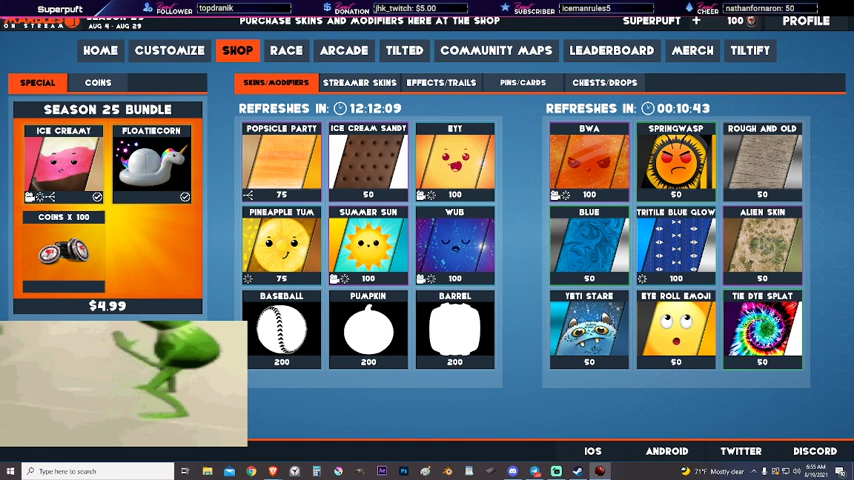 Superpuft
FOLLOWER
topdranik
DONATION
jhk_twitch: $5.00
SUBSCRIBER
icemanrules5
CHEER
nathanfornaron: 50
MARBLES
ON STREAM
SEASON 25
AUG 4 - AUG 29
PURCHASE SKINS AND MODIFIERS HERE AT THE SHOP
SUPERPUFT + 100
PROFILE
HOME
CUSTOMIZE
SHOP
RACE
ARCADE
TILTED
COMMUNITY MAPS
LEADERBOARD
MERCH
TILTIFY
SPECIAL
COINS
SKINS/MODIFIERS
STREAMER SKINS
EFFECTS/TRAILS
PINS/CARDS
CHESTS/DROPS
SEASON 25 BUNDLE
ICE CREAMY
FLOATIECORN
COINS X 100
$4.99
REFRESHES IN: 12:12:09
POPSICLE PARTY
ICE CREAM SANDY
EYY
75
50
100
PINEAPPLE YUM
SUMMER SUN
WUB
75
100
100
BASEBALL
PUMPKIN
BARREL
200
200
200
REFRESHES IN: 00:10:43
BWA
SPRINGWASP
ROUGH AND OLD
100
50
50
BLUE
TRITILE BLUE GLOW
ALIEN SKIN
50
100
50
YETI STARE
EYE ROLL EMOJI
TIE DYE SPLAT
50
50
50
IOS
ANDROID
TWITTER
DISCORD
Type here to search
71°F Mostly clear
6:55 AM
8/19/2021